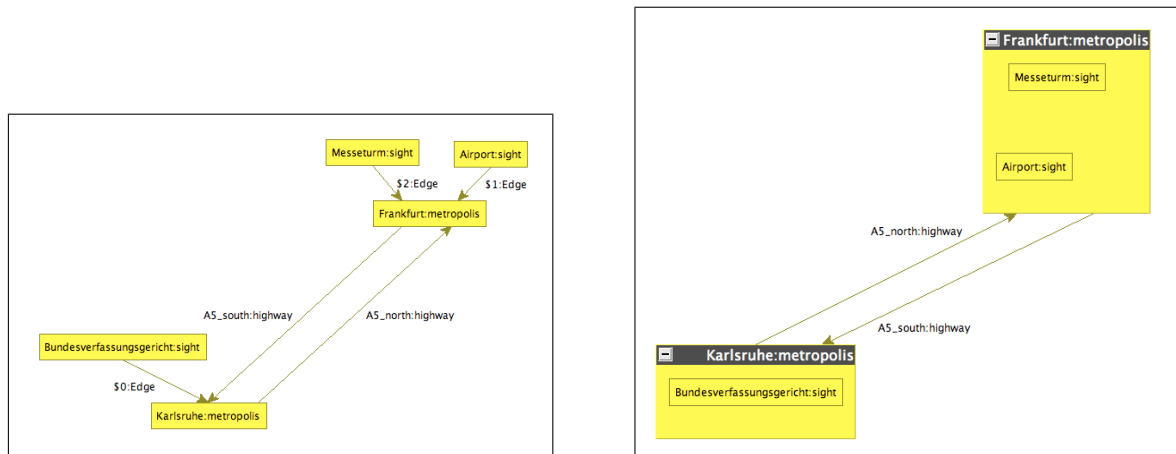 Messeturm:sight
Airport:sight
$2:Edge
$1:Edge
Frankfurt:metropolis
A5_south:highway
A5_north:highway
Bundesverfassungsgericht:sight
$0:Edge
Karlsruhe:metropolis
Frankfurt:metropolis
Messeturm:sight
Airport:sight
A5_north:highway
A5_south:highway
Karlsruhe:metropolis
Bundesverfassungsgericht:sight